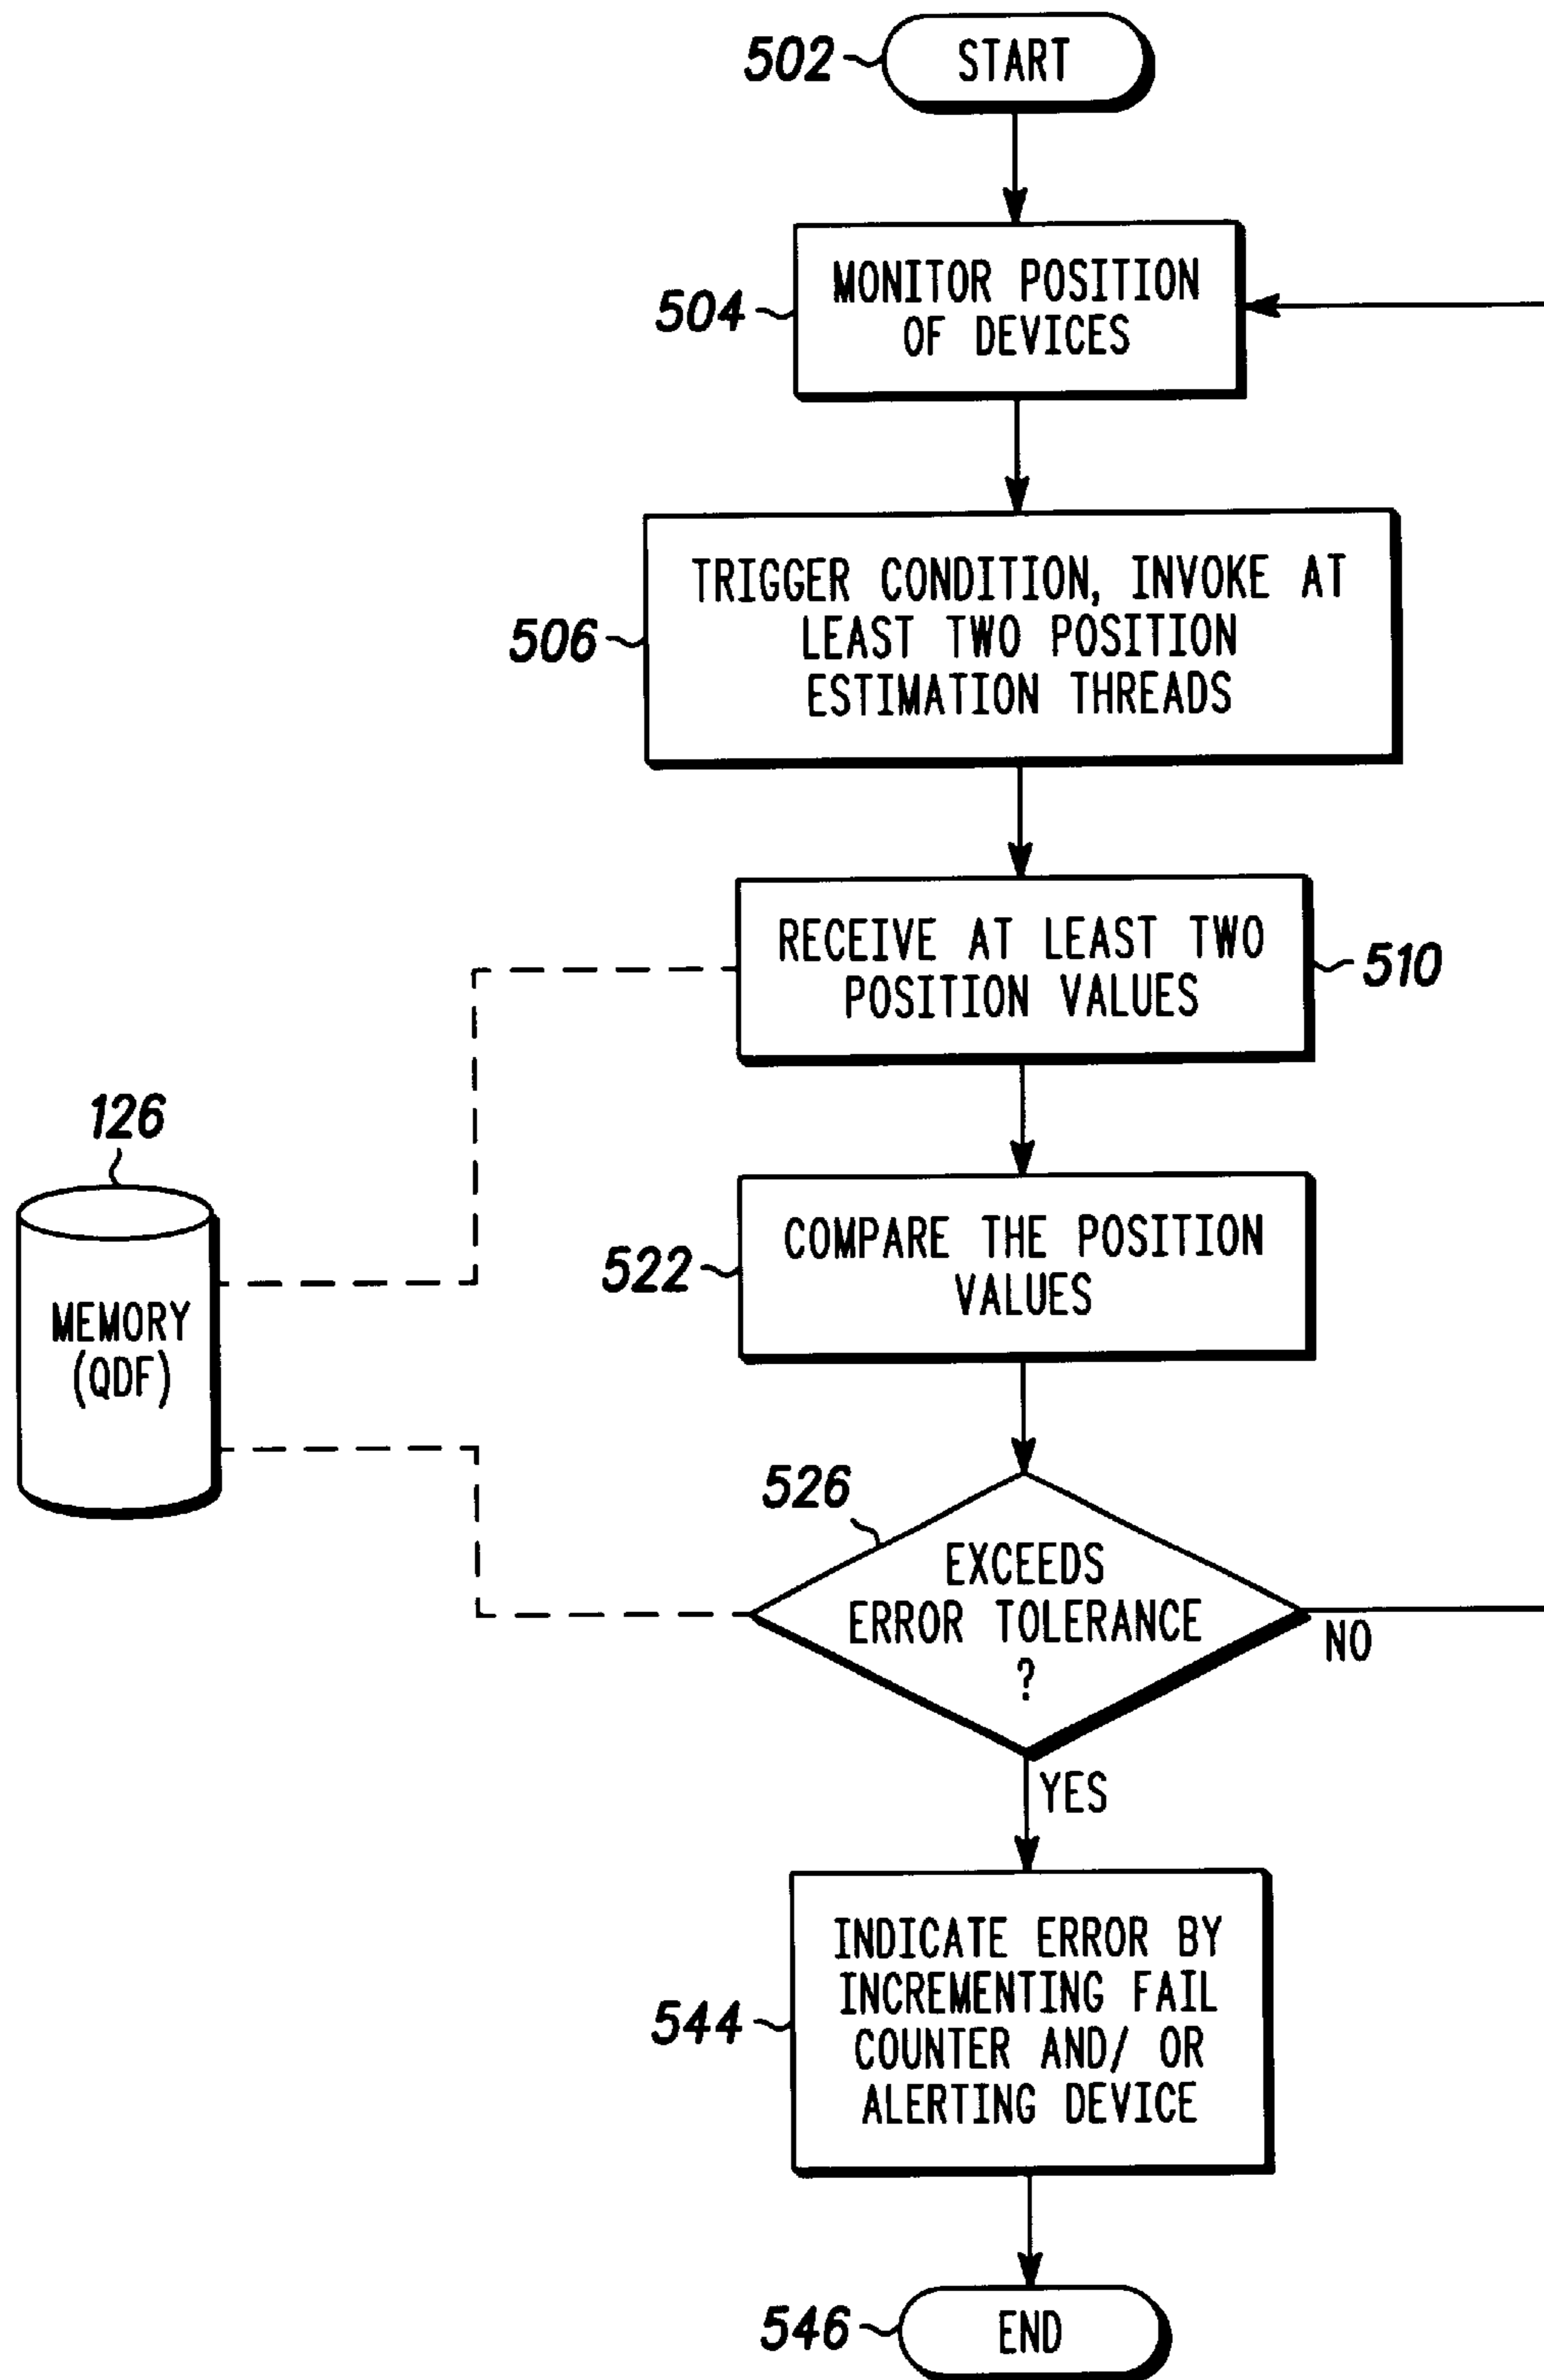 502
START
504
MONITOR POSITION
OF DEVICES
506
TRIGGER CONDITION, INVOKE AT
LEAST TWO POSITION
ESTIMATION THREADS
RECEIVE AT LEAST TWO
POSITION VALUES
510
126
MEMORY
(QDF)
522
COMPARE THE POSITION
VALUES
526
EXCEEDS
ERROR TOLERANCE
?
NO
YES
544
INDICATE ERROR BY
INCREMENTING FAIL
COUNTER AND/ OR
ALERTING DEVICE
546
END